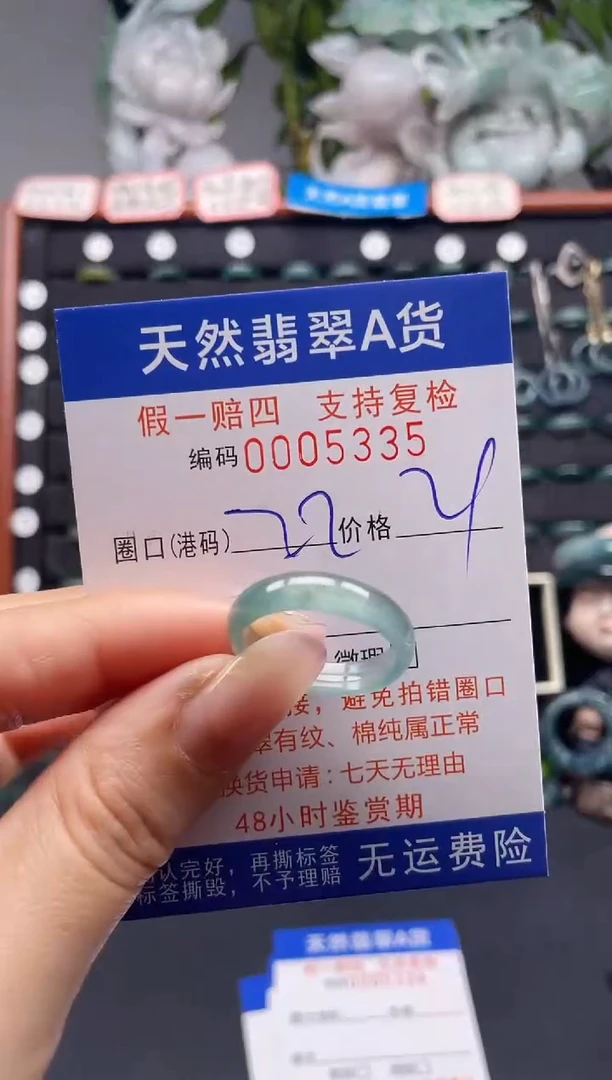 天然翡翠A货
假一赔四 支持复检
编码0005335
圈口(港码) 22 价格
微瑕
接，避免拍错圈口
有纹、棉纯属正常
换货申请：七天无理由
48小时鉴赏期
认完好，再撕标签
标签撕毁，不予理赔
无运费险
天然翡翠A货